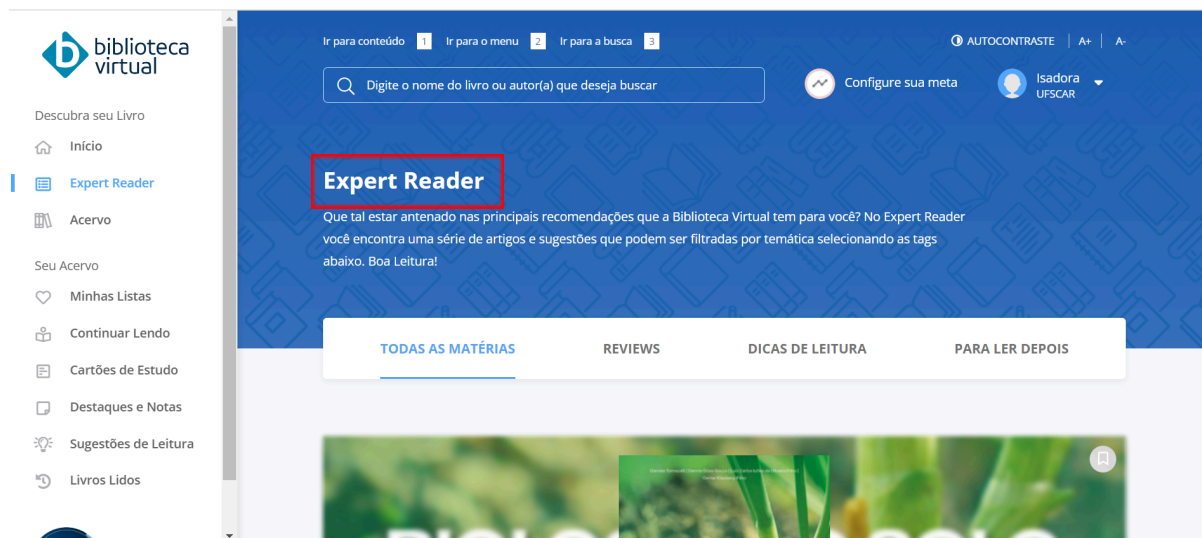 biblioteca
virtual
Descubra seu Livro
Início
Expert Reader
Acervo
Seu Acervo
Minhas Listas
Continuar Lendo
Cartões de Estudo
Destaques e Notas
Sugestões de Leitura
Livros Lidos
Ir para conteúdo 1 Ir para o menu 2 Ir para a busca 3
AUTOCONTRASTE | A+ | A-
Digite o nome do livro ou autor(a) que deseja buscar
Configure sua meta
Isadora
UFSCAR
Expert Reader
Que tal estar antenado nas principais recomendações que a Biblioteca Virtual tem para você? No Expert Reader
você encontra uma série de artigos e sugestões que podem ser filtradas por temática selecionando as tags
abaixo. Boa Leitura!
TODAS AS MATÉRIAS REVIEWS DICAS DE LEITURA PARA LER DEPOIS